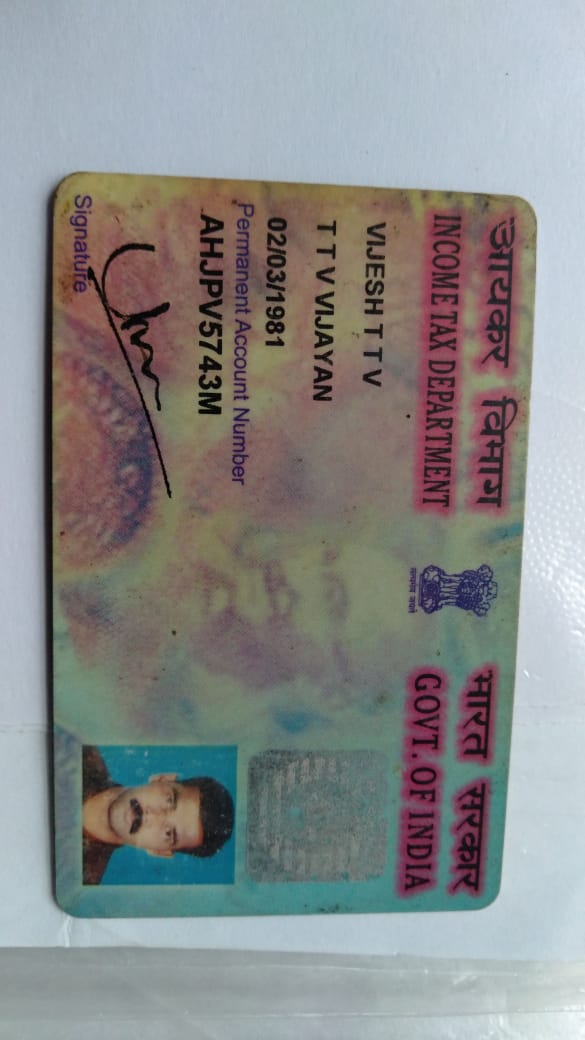 आयकर विभाग
INCOME TAX DEPARTMENT
सत्यमेव जयते
भारत सरकार
GOVT. OF INDIA
VIJESH T T V
T T V VIJAYAN
02/03/1981
Permanent Account Number
AHJPV5743M
Signature